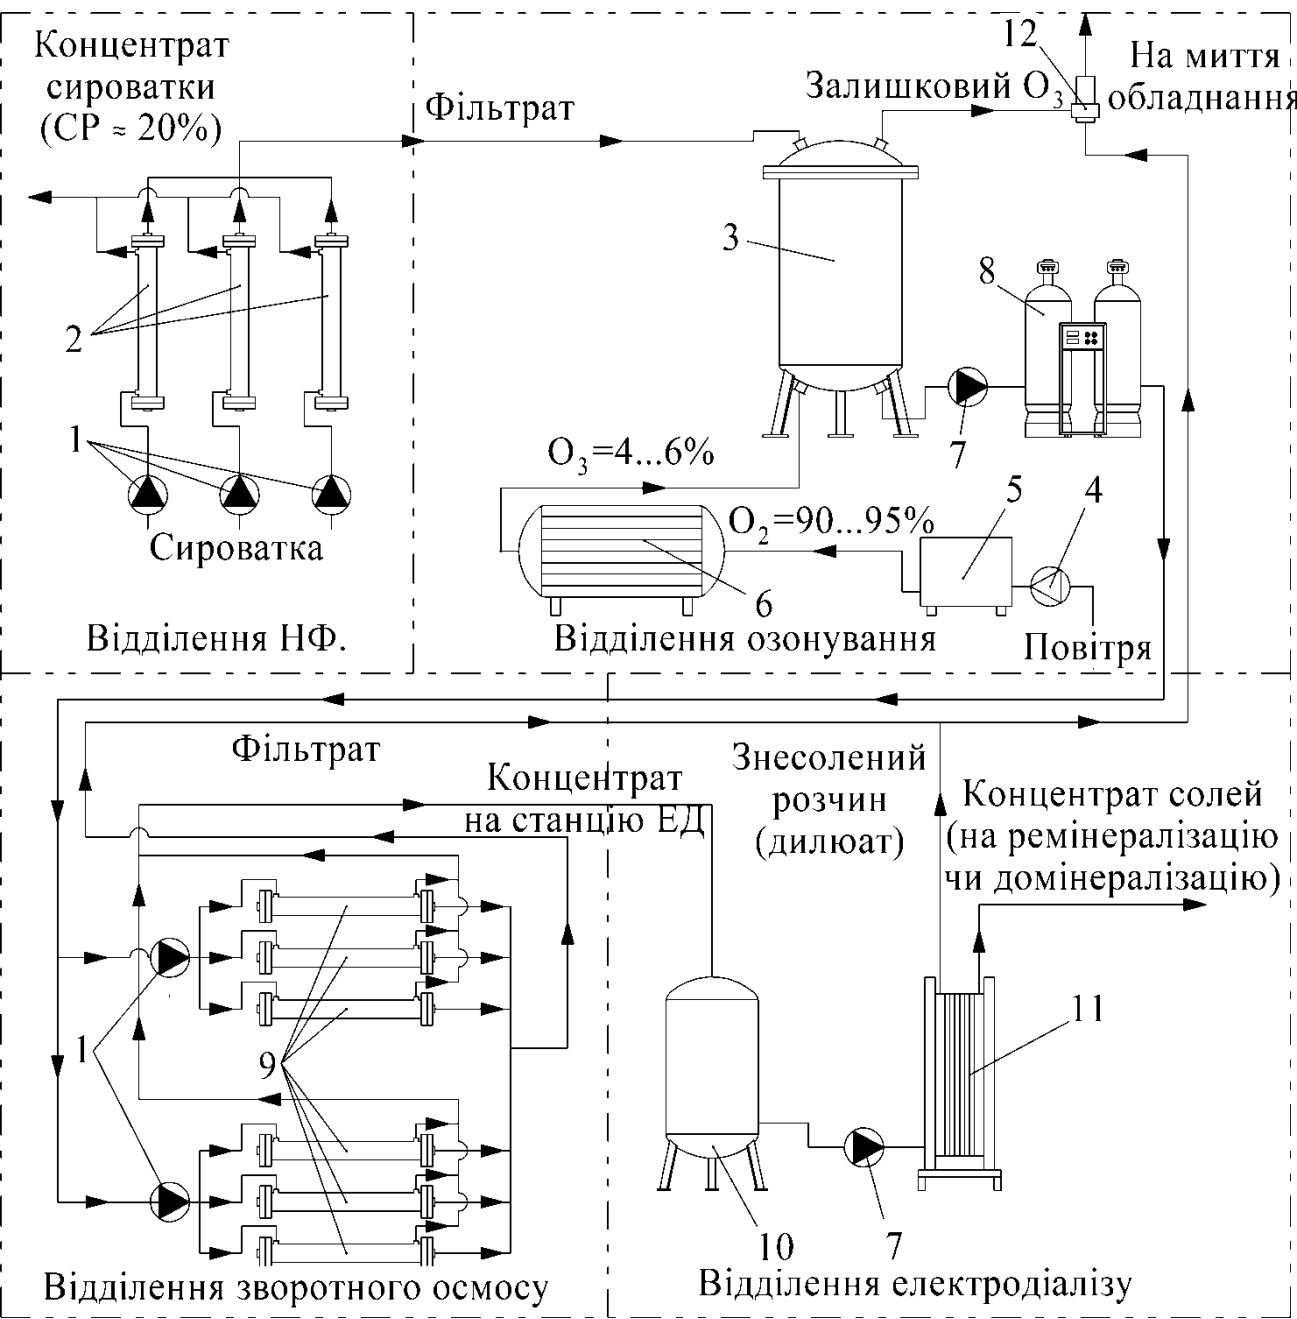 Концентрат
сироватки
(СР ≈ 20%)
2
1
Сироватка
Відділення НФ.
Фільтрат
Залишковий О3
12
На миття
обладнання
3
8
7
О3=4...6%
О2=90...95%
5
4
6
Повітря
Відділення озонування
Фільтрат
Концентрат
на станцію ЕД
1
9
Відділення зворотного осмосу
Знесолений
розчин
(дилюат)
Концентрат солей
(на ремінералізацію
чи домінералізацію)
11
10
7
Відділення електродіалізу